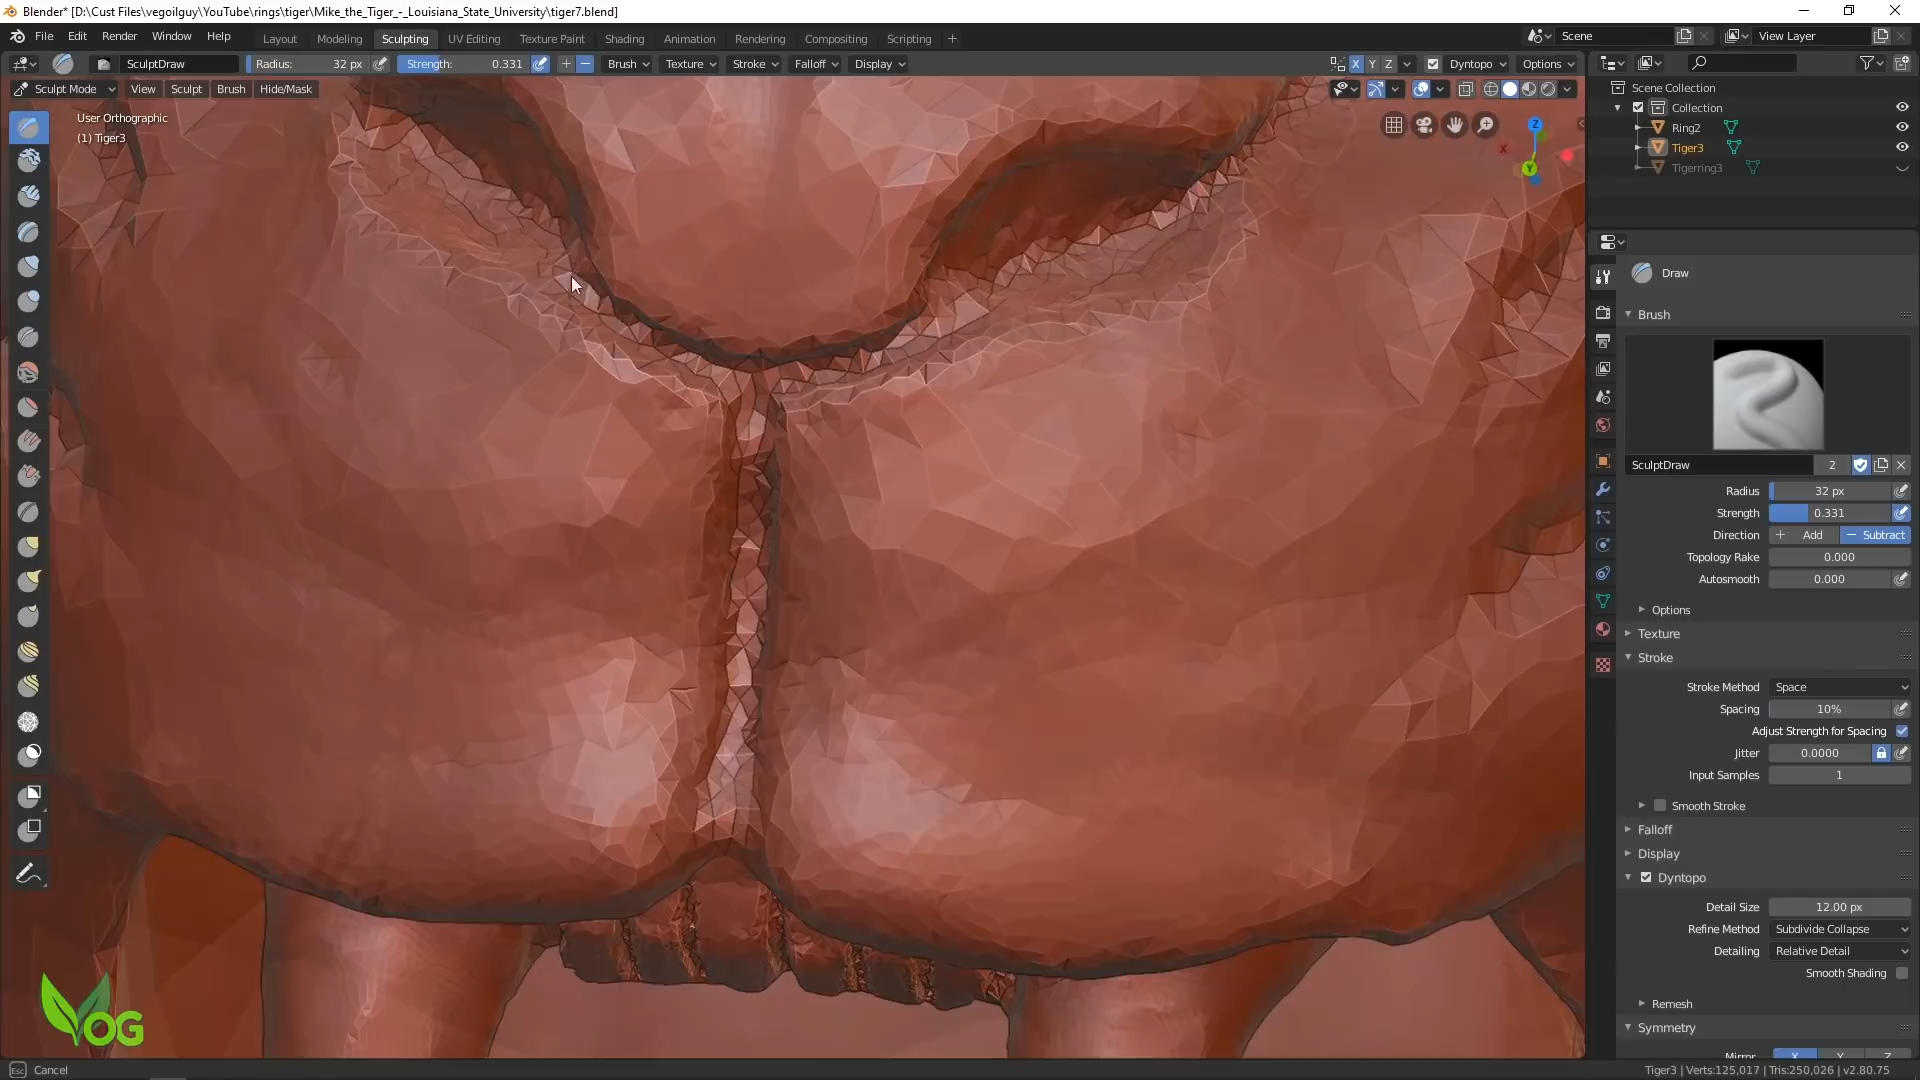 Blender* [D:\Cust Files\vegoilguy\YouTube\rings\tiger\Mike_the_Tiger_-_Louisiana_State_University\tiger7.blend]
File Edit Render Window Help Layout Modeling Sculpting UV Editing Texture Paint Shading Animation Rendering Compositing Scripting + Scene View Layer
SculptDraw Radius: 32 px Strength: 0.331 Brush Texture Stroke Falloff Display X Y Z Dyntopo Options
Sculpt Mode View Sculpt Brush Hide/Mask
User Orthographic
(1) Tiger3
Z
X
Y
Scene Collection
Collection
Ring2
Tiger3
Tigerring3
Draw
Brush
SculptDraw 2
Radius 32 px
Strength 0.331
Direction + Add − Subtract
Topology Rake 0.000
Autosmooth 0.000
Options
Texture
Stroke
Stroke Method Space
Spacing 10%
Adjust Strength for Spacing
Jitter 0.0000
Input Samples 1
Smooth Stroke
Falloff
Display
Dyntopo
Detail Size 12.00 px
Refine Method Subdivide Collapse
Detailing Relative Detail
Smooth Shading
Remesh
Symmetry
Mirror X Y Z
VOG
Esc Cancel
Tiger3 | Verts:125,017 | Tris:250,026 | v2.80.75